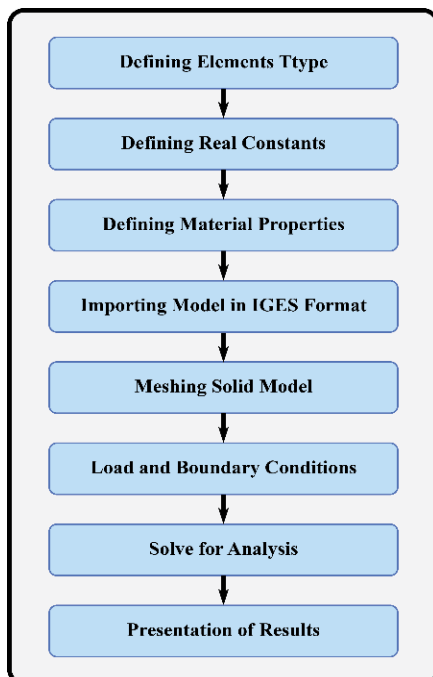 Defining Elements Ttype
Defining Real Constants
Defining Material Properties
Importing Model in IGES Format
Meshing Solid Model
Load and Boundary Conditions
Solve for Analysis
Presentation of Results